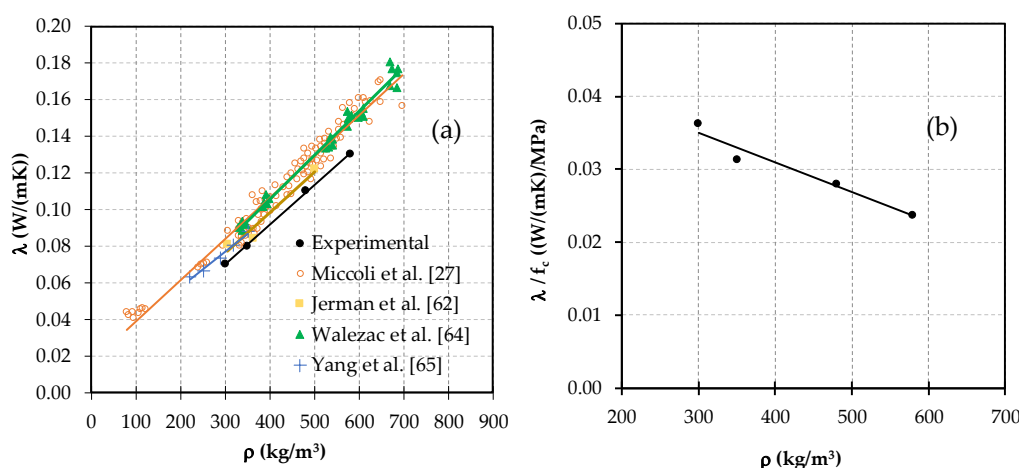 0.20
0.18
0.16
0.14
0.12
0.10
0.08
0.06
0.04
0.02
0.00
λ (W/(mK))
(a)
Experimental
Miccoli et al. [27]
Jerman et al. [62]
Walezac et al. [64]
Yang et al. [65]
0 100 200 300 400 500 600 700 800 900
ρ (kg/m³)
0.05
0.04
0.03
0.02
0.01
0.00
λ / f_c ((W/(mK)/MPa)
(b)
200 300 400 500 600 700
ρ (kg/m³)